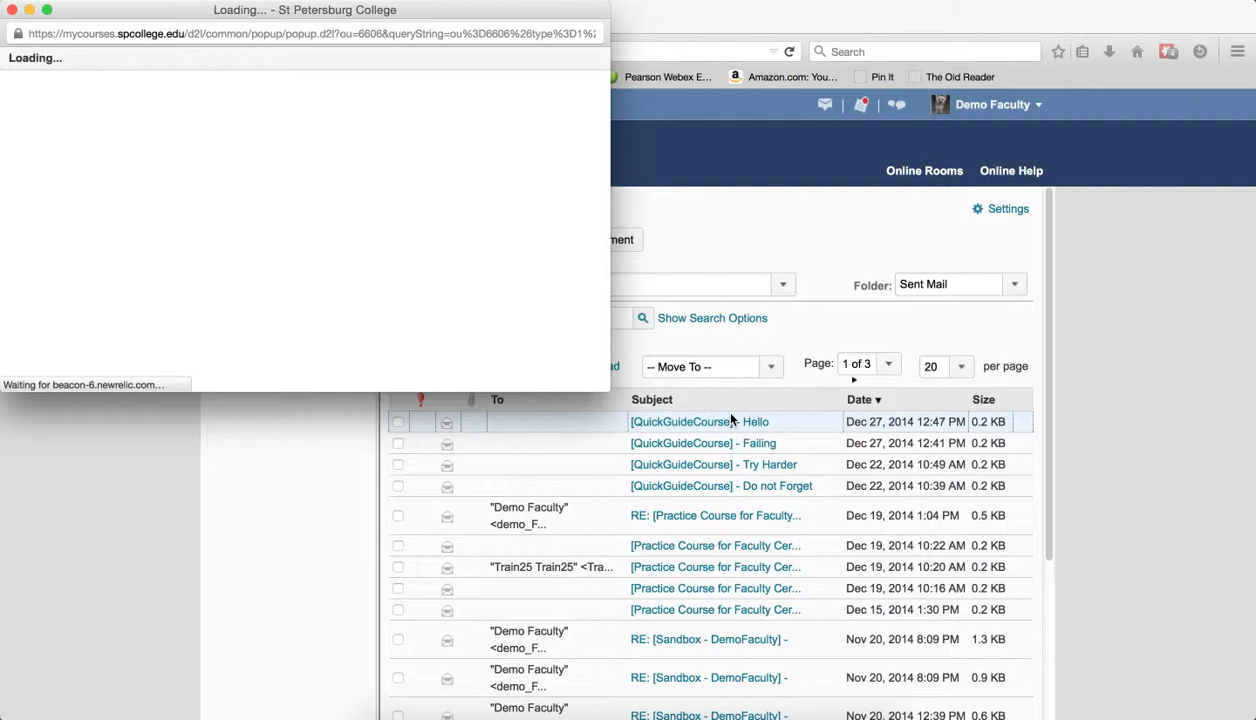 Loading... - St Petersburg College
https://mycourses.spcollege.edu/d2l/common/popup/popup.d2l?ou=6606&queryString=ou%3D6606%26type%3D1%2
Loading...
Search
Pearson Webex E...
Amazon.com: You...
Pin It
The Old Reader
Demo Faculty
Online Rooms
Online Help
Settings
ment
Folder: Sent Mail
Show Search Options
ad
-- Move To --
Page: 1 of 3
20 per page
Waiting for beacon-6.newrelic.com...
To Subject Date Size
[QuickGuideCourse] - Hello Dec 27, 2014 12:47 PM 0.2 KB
[QuickGuideCourse] - Failing Dec 27, 2014 12:41 PM 0.2 KB
[QuickGuideCourse] - Try Harder Dec 22, 2014 10:49 AM 0.2 KB
[QuickGuideCourse] - Do not Forget Dec 22, 2014 10:39 AM 0.2 KB
"Demo Faculty"
<demo_F... RE: [Practice Course for Faculty... Dec 19, 2014 1:04 PM 0.5 KB
[Practice Course for Faculty Cer... Dec 19, 2014 10:22 AM 0.2 KB
"Train25 Train25" <Tra... [Practice Course for Faculty Cer... Dec 19, 2014 10:20 AM 0.2 KB
[Practice Course for Faculty Cer... Dec 19, 2014 10:16 AM 0.2 KB
[Practice Course for Faculty Cer... Dec 15, 2014 1:30 PM 0.2 KB
"Demo Faculty"
<demo_F... RE: [Sandbox - DemoFaculty] - Nov 20, 2014 8:09 PM 1.3 KB
"Demo Faculty"
<demo_F... RE: [Sandbox - DemoFaculty] - Nov 20, 2014 8:09 PM 0.9 KB
"Demo Faculty"
RE: [Sandbox - DemoFaculty] - Nov 20, 2014 12:39 PM 0.6 KB